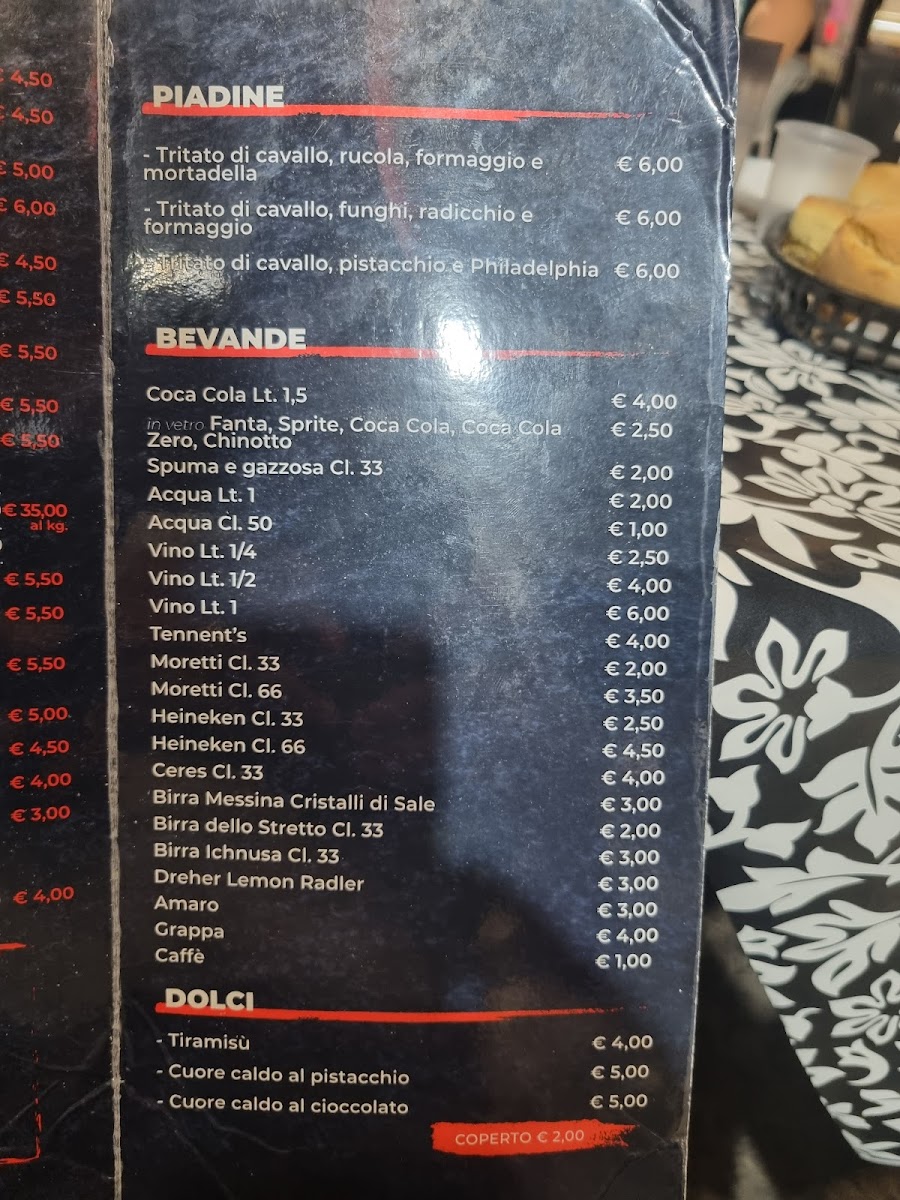 € 4,50
€ 4,50
€ 5,00
€ 6,00
€ 4,50
€ 5,50
€ 5,50
€ 5,50
€ 5,50
€ 35,00
al kg.
€ 5,50
€ 5,50
€ 5,50
€ 5,00
€ 4,50
€ 4,00
€ 3,00
€ 4,00
PIADINE
- Tritato di cavallo, rucola, formaggio e € 6,00
mortadella
- Tritato di cavallo, funghi, radicchio e € 6,00
formaggio
- Tritato di cavallo, pistacchio e Philadelphia € 6,00
BEVANDE
Coca Cola Lt. 1,5 € 4,00
in vetro Fanta, Sprite, Coca Cola, Coca Cola € 2,50
Zero, Chinotto
Spuma e gazzosa Cl. 33 € 2,00
Acqua Lt. 1 € 2,00
Acqua Cl. 50 € 1,00
Vino Lt. 1/4 € 2,50
Vino Lt. 1/2 € 4,00
Vino Lt. 1 € 6,00
Tennent's € 4,00
Moretti Cl. 33 € 2,00
Moretti Cl. 66 € 3,50
Heineken Cl. 33 € 2,50
Heineken Cl. 66 € 4,50
Ceres Cl. 33 € 4,00
Birra Messina Cristalli di Sale € 3,00
Birra dello Stretto Cl. 33 € 2,00
Birra Ichnusa Cl. 33 € 3,00
Dreher Lemon Radler € 3,00
Amaro € 3,00
Grappa € 4,00
Caffè € 1,00
DOLCI
- Tiramisù € 4,00
- Cuore caldo al pistacchio € 5,00
- Cuore caldo al cioccolato € 5,00
COPERTO € 2,00